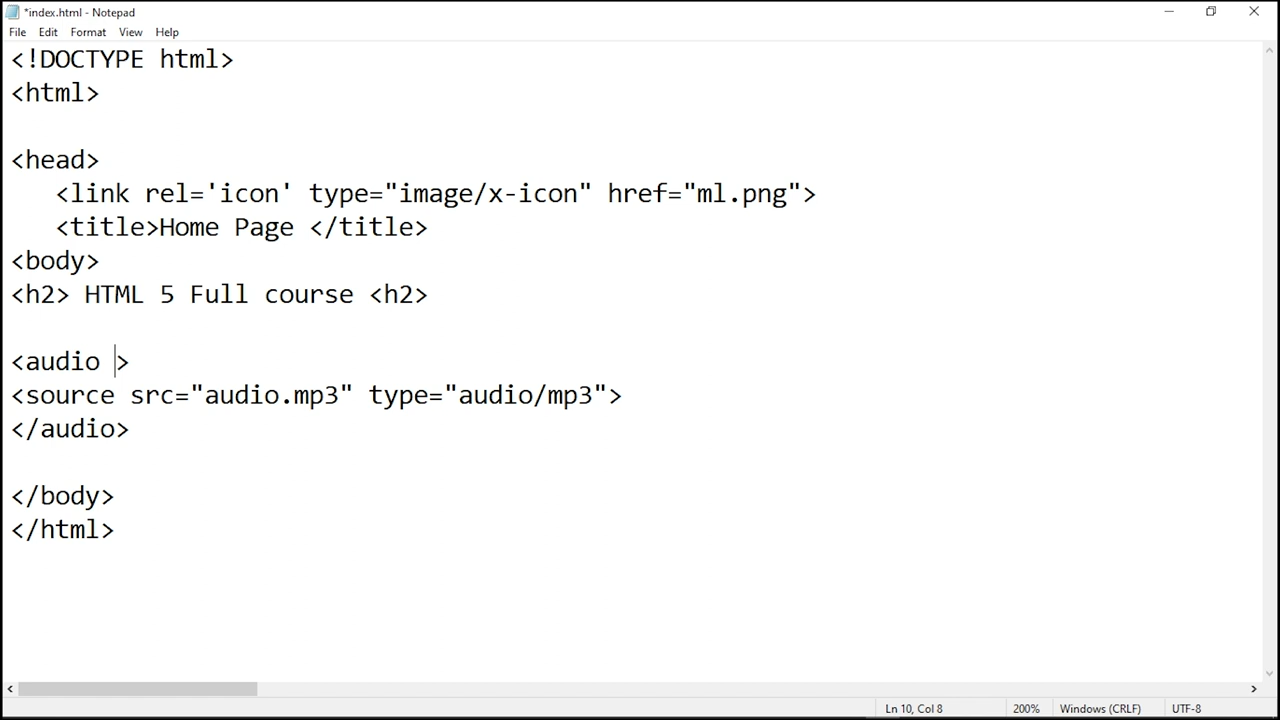 *index.html - Notepad
File Edit Format View Help
<!DOCTYPE html>
<html>
<head>
<link rel='icon' type="image/x-icon" href="ml.png">
<title>Home Page </title>
<body>
<h2> HTML 5 Full course <h2>
<audio >
<source src="audio.mp3" type="audio/mp3">
</audio>
</body>
</html>
Ln 10, Col 8 200% Windows (CRLF) UTF-8